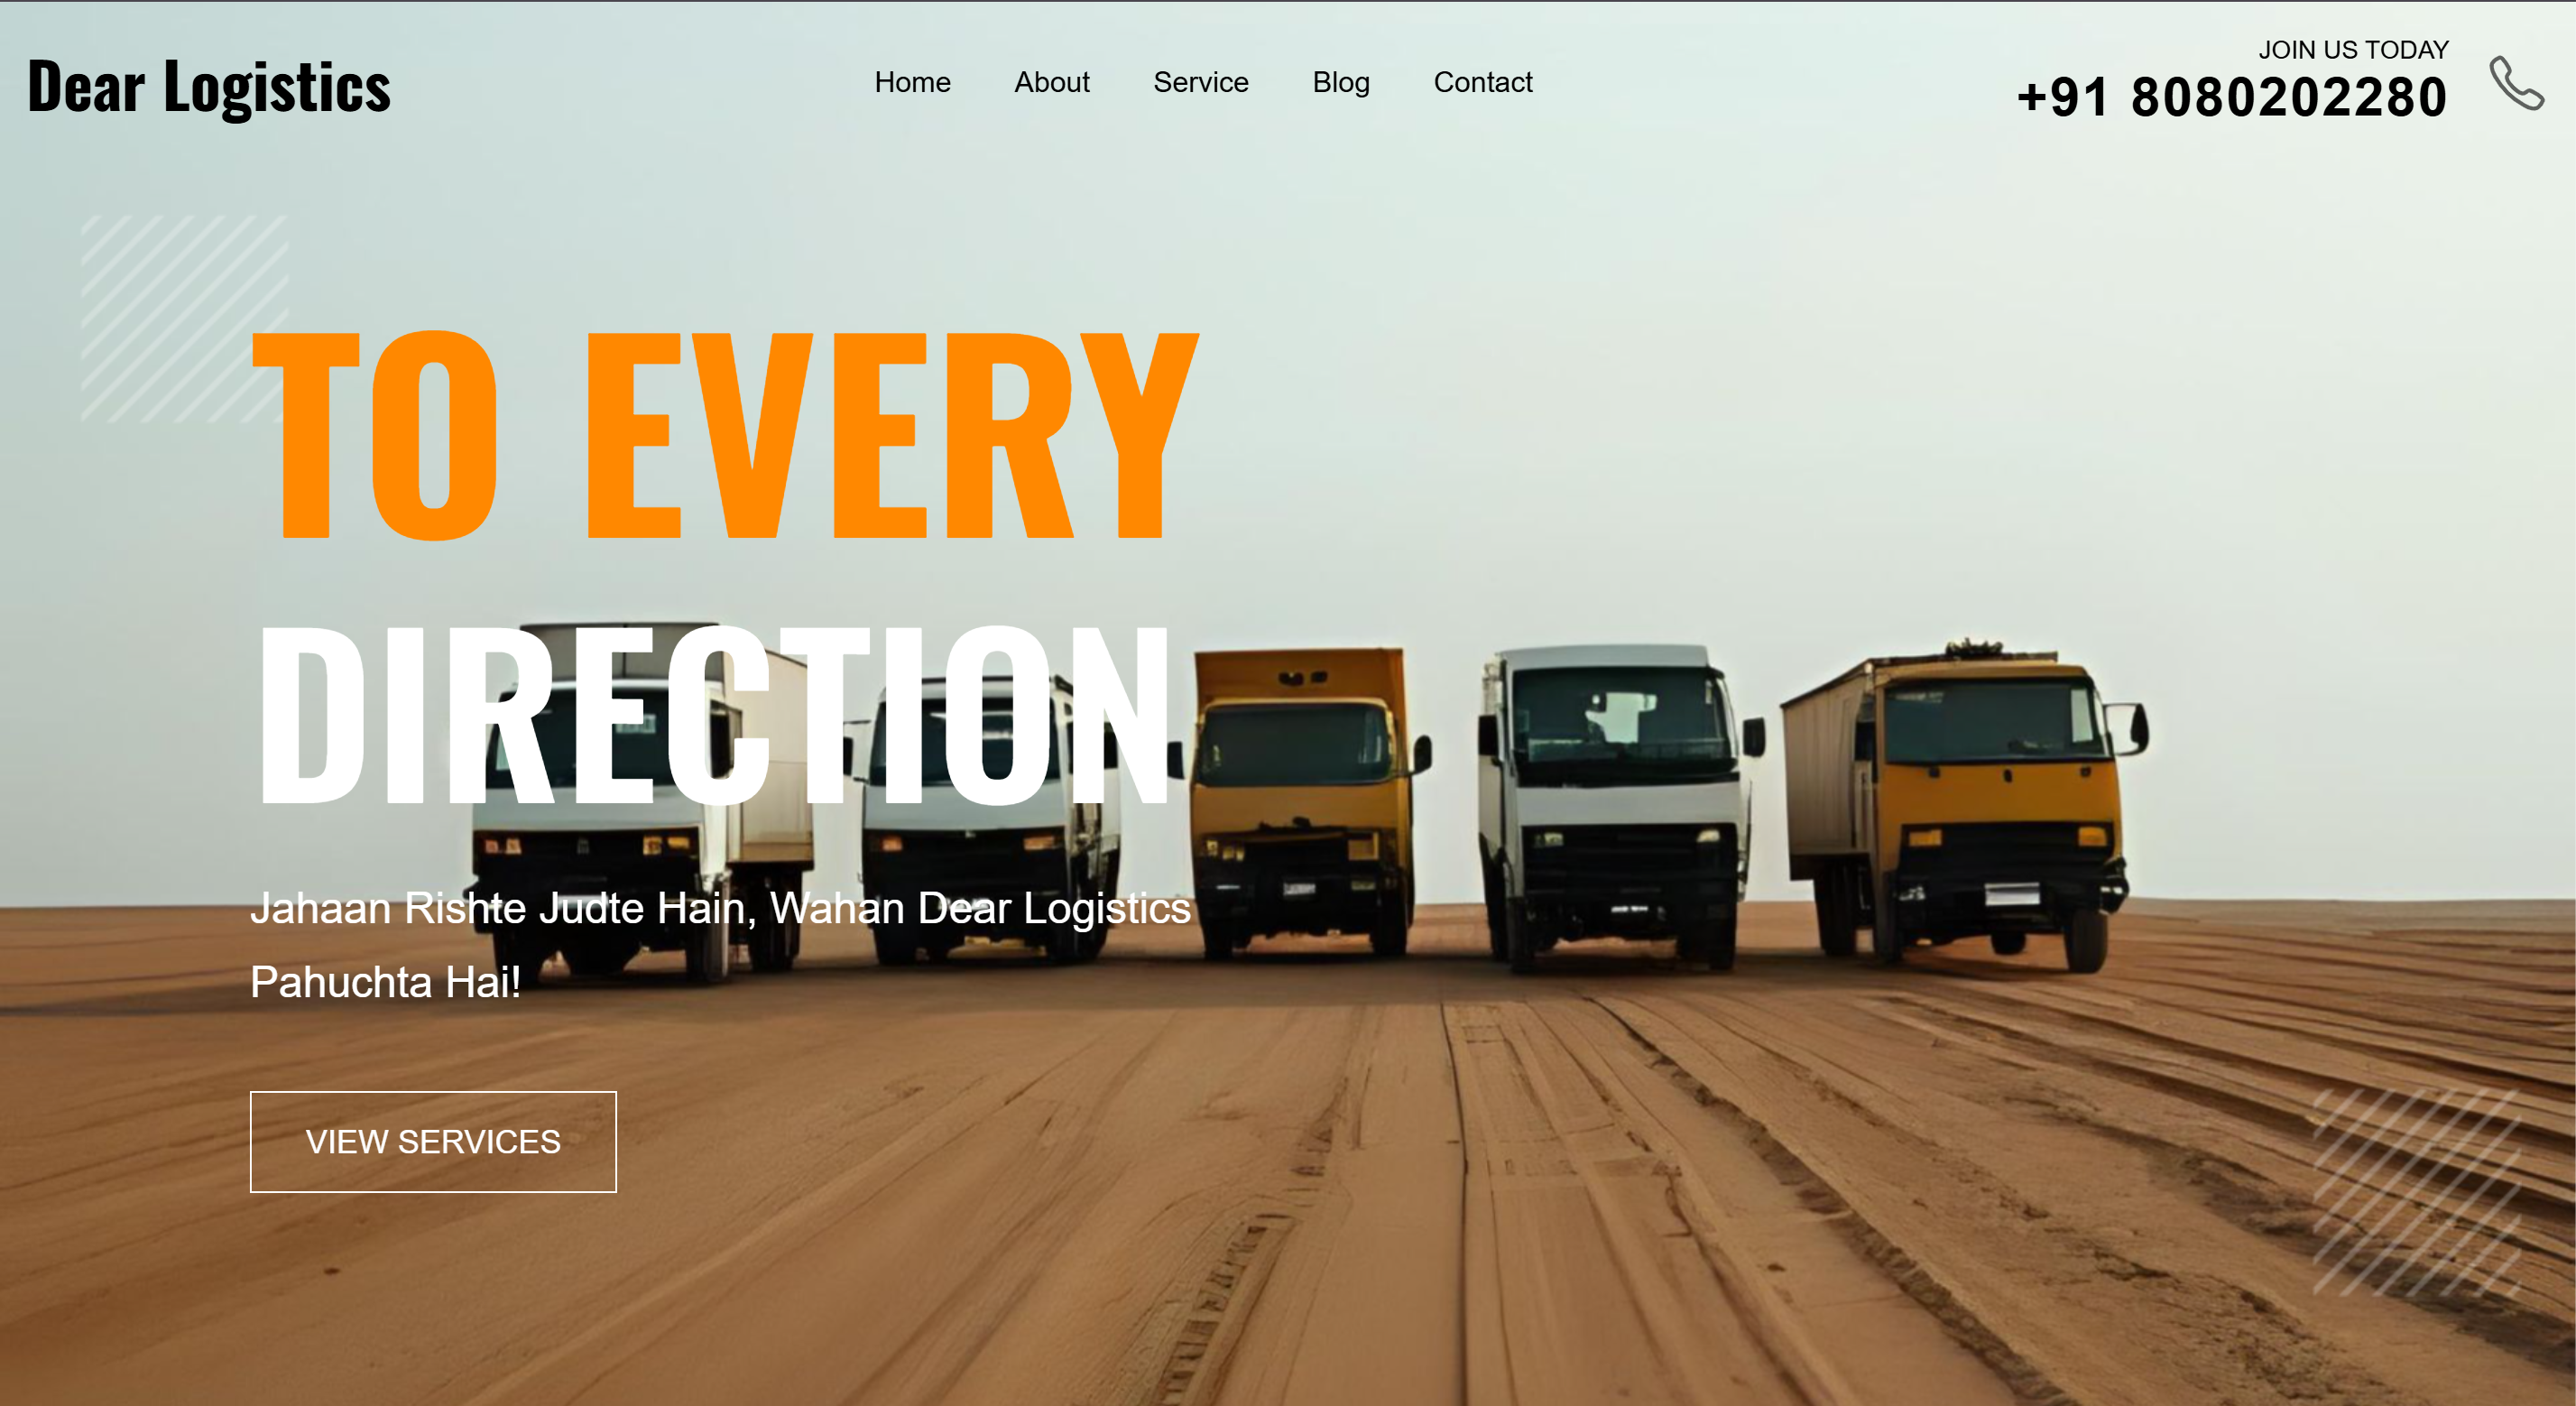 Dear Logistics
Home About Service Blog Contact
JOIN US TODAY
+91 8080202280
TO EVERY
DIRECTION
Jahaan Rishte Judte Hain, Wahan Dear Logistics
Pahuchta Hai!
VIEW SERVICES